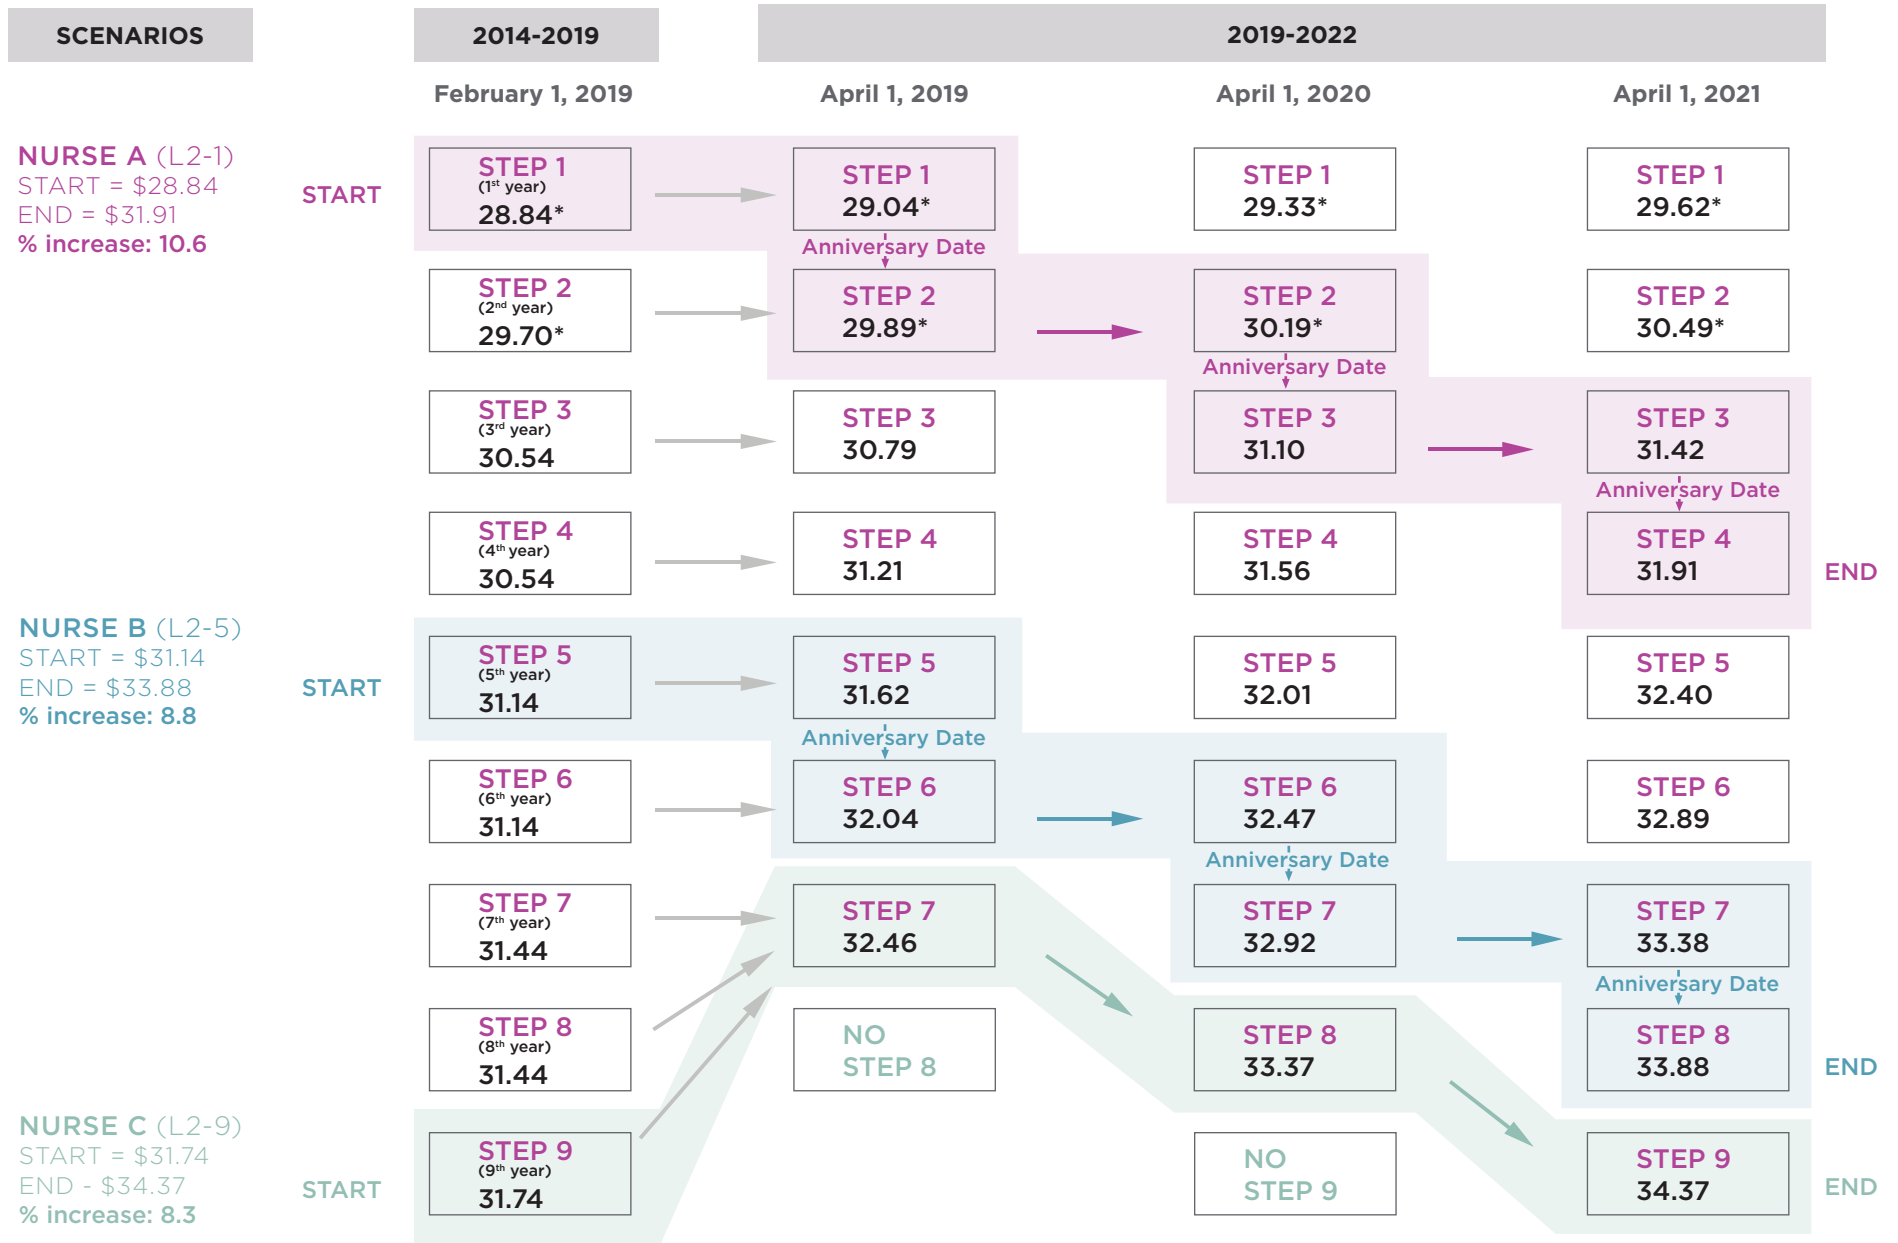 SCENARIOS
2014-2019
2019-2022
February 1, 2019
April 1, 2019
April 1, 2020
April 1, 2021
NURSE A (L2-1)
START = $28.84
END = $31.91
% increase: 10.6
START
STEP 1
(1st year)
28.84*
STEP 1
29.04*
STEP 1
29.33*
STEP 1
29.62*
Anniversary Date
STEP 2
(2nd year)
29.70*
STEP 2
29.89*
STEP 2
30.19*
STEP 2
30.49*
Anniversary Date
STEP 3
(3rd year)
30.54
STEP 3
30.79
STEP 3
31.10
STEP 3
31.42
Anniversary Date
STEP 4
(4th year)
30.54
STEP 4
31.21
STEP 4
31.56
STEP 4
31.91
END
NURSE B (L2-5)
START = $31.14
END = $33.88
% increase: 8.8
START
STEP 5
(5th year)
31.14
STEP 5
31.62
STEP 5
32.01
STEP 5
32.40
Anniversary Date
STEP 6
(6th year)
31.14
STEP 6
32.04
STEP 6
32.47
STEP 6
32.89
Anniversary Date
STEP 7
(7th year)
31.44
STEP 7
32.46
STEP 7
32.92
STEP 7
33.38
Anniversary Date
STEP 8
(8th year)
31.44
NO
STEP 8
STEP 8
33.37
STEP 8
33.88
END
NURSE C (L2-9)
START = $31.74
END - $34.37
% increase: 8.3
START
STEP 9
(9th year)
31.74
NO
STEP 9
STEP 9
34.37
END